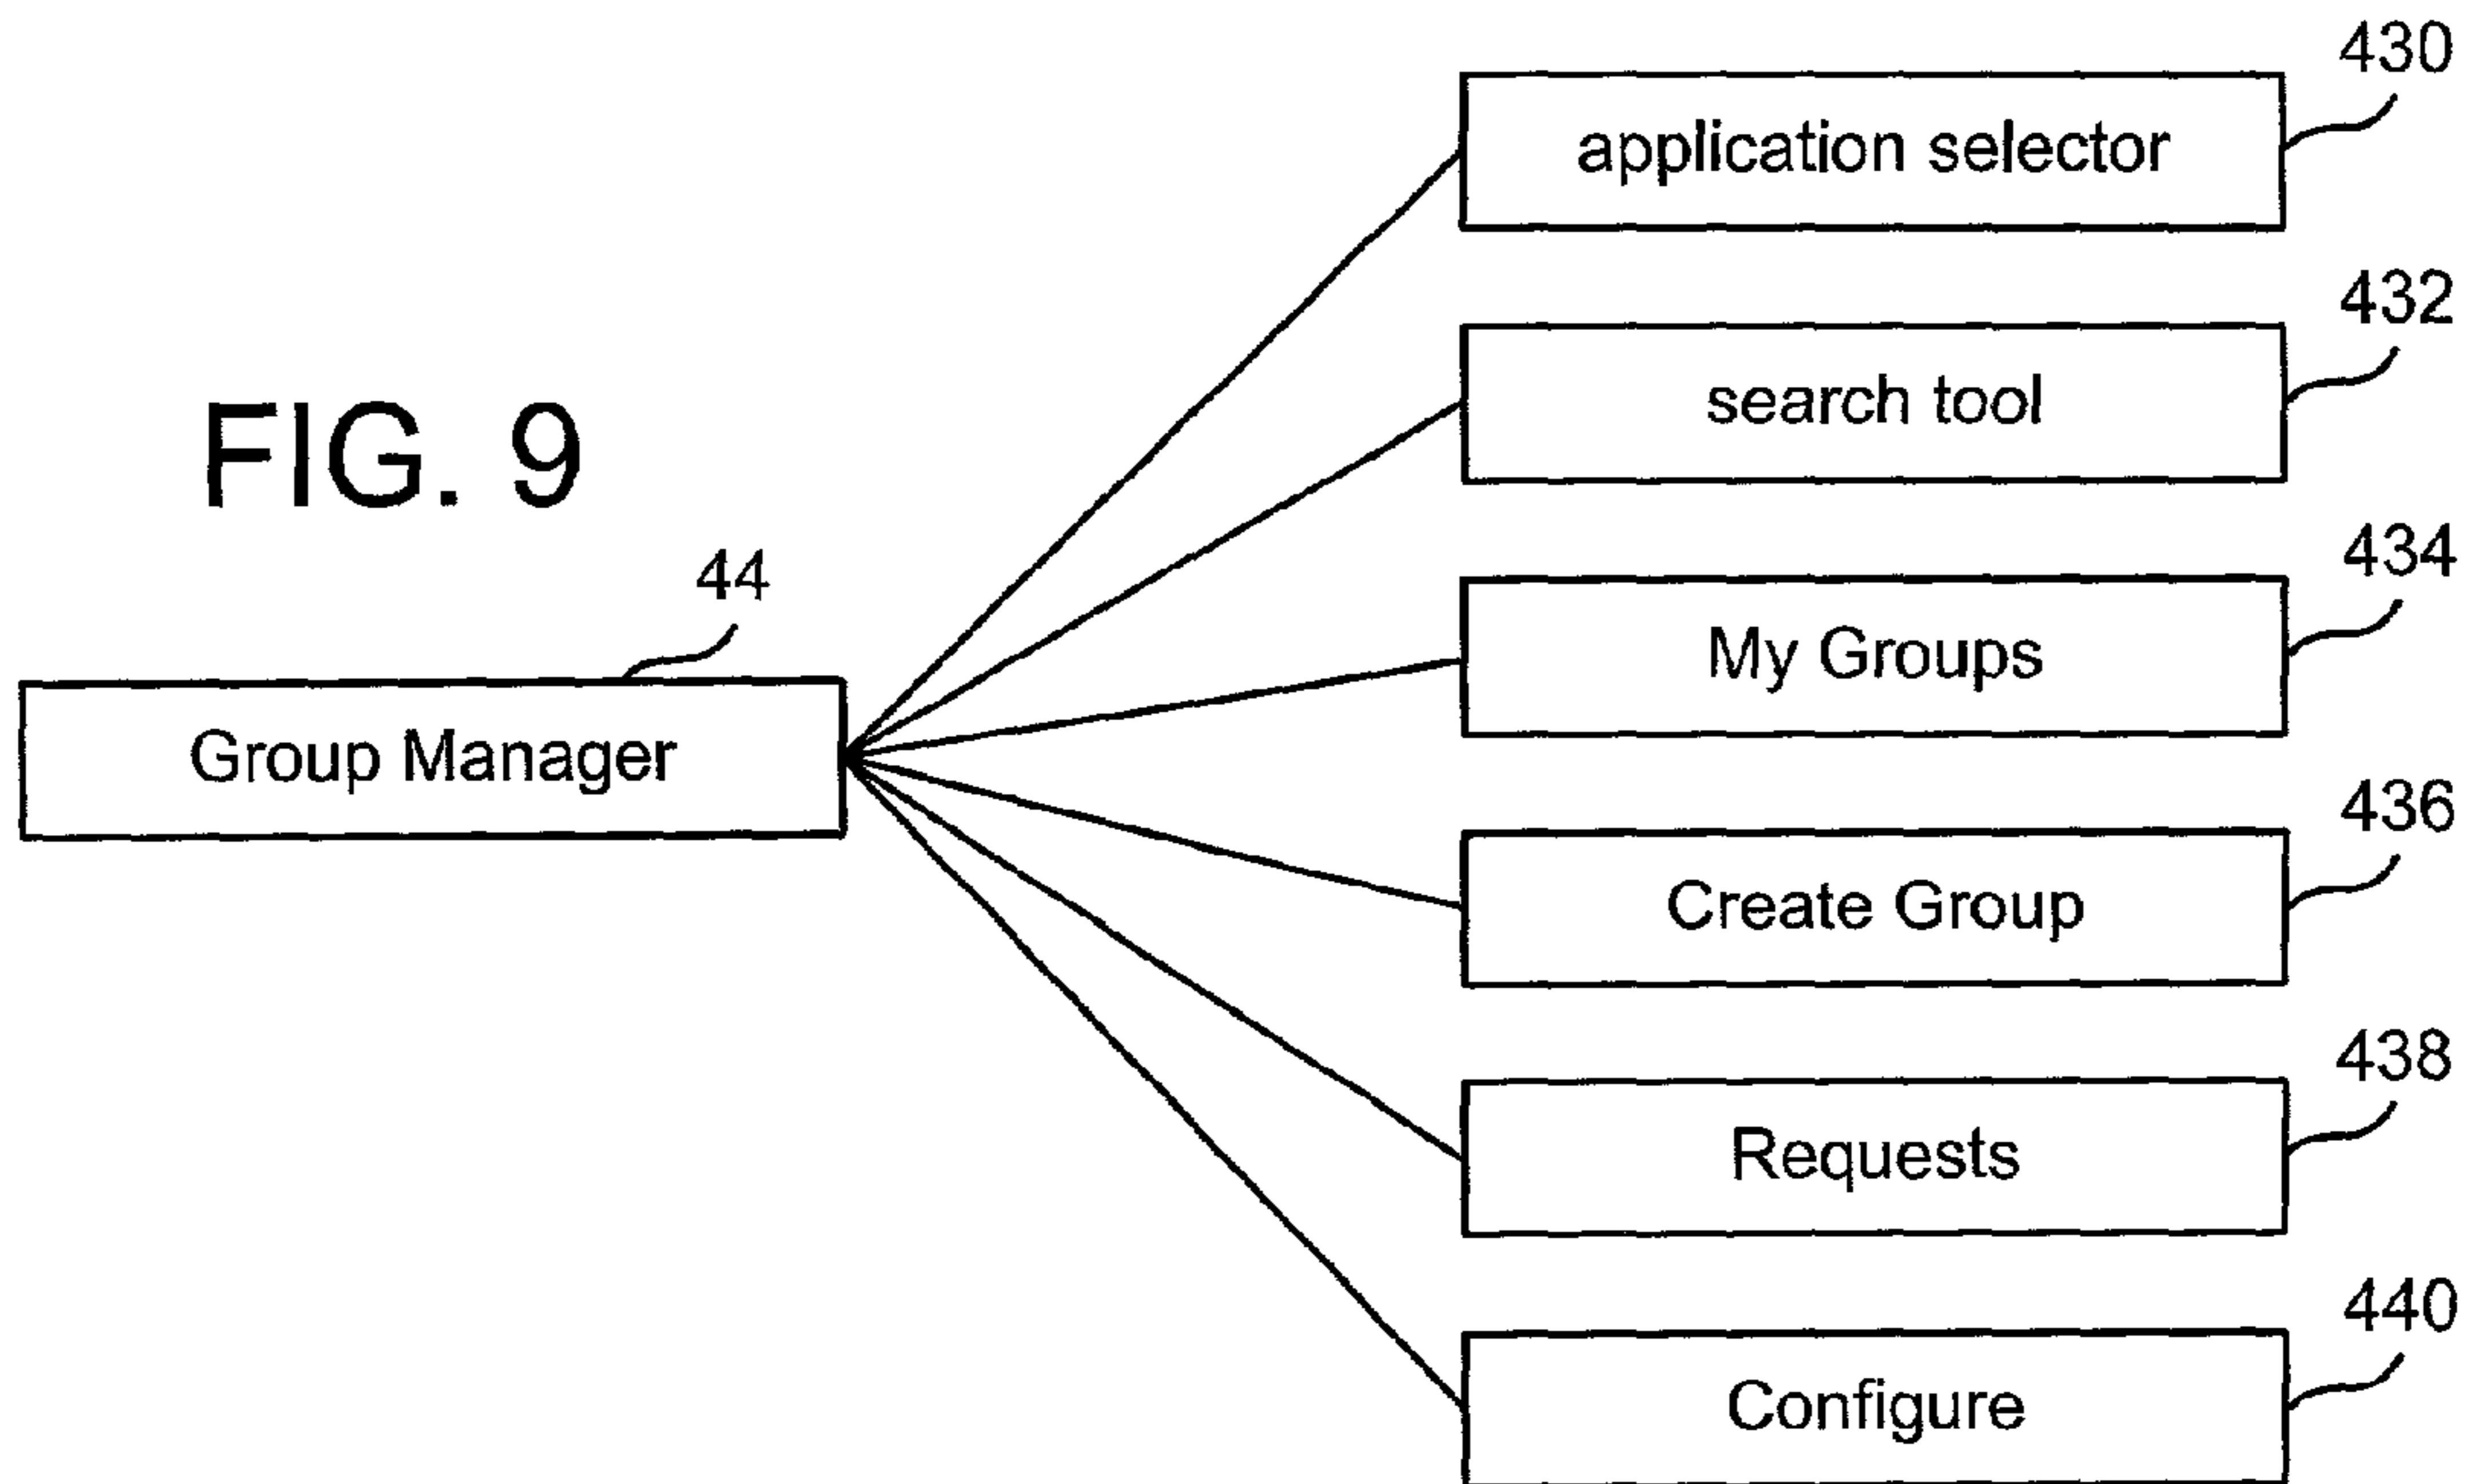 FIG. 9
44
Group Manager
430
application selector
432
search tool
434
My Groups
436
Create Group
438
Requests
440
Configure